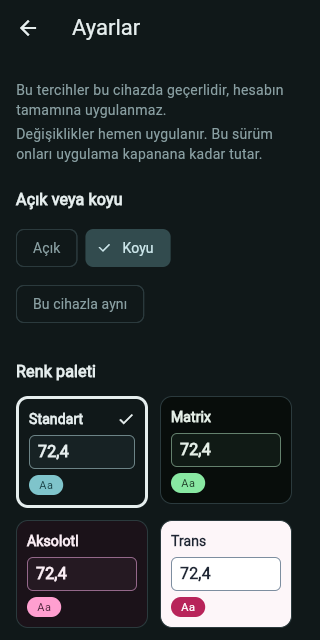 Ayarlar
Bu tercihler bu cihazda geçerlidir, hesabın
tamamına uygulanmaz.
Değişiklikler hemen uygulanır. Bu sürüm
onları uygulama kapanana kadar tutar.
Açık veya koyu
Açık
Koyu
Bu cihazla aynı
Renk paleti
Standart
72,4
Aa
Matrix
72,4
Aa
Aksolotl
72,4
Aa
Trans
72,4
Aa